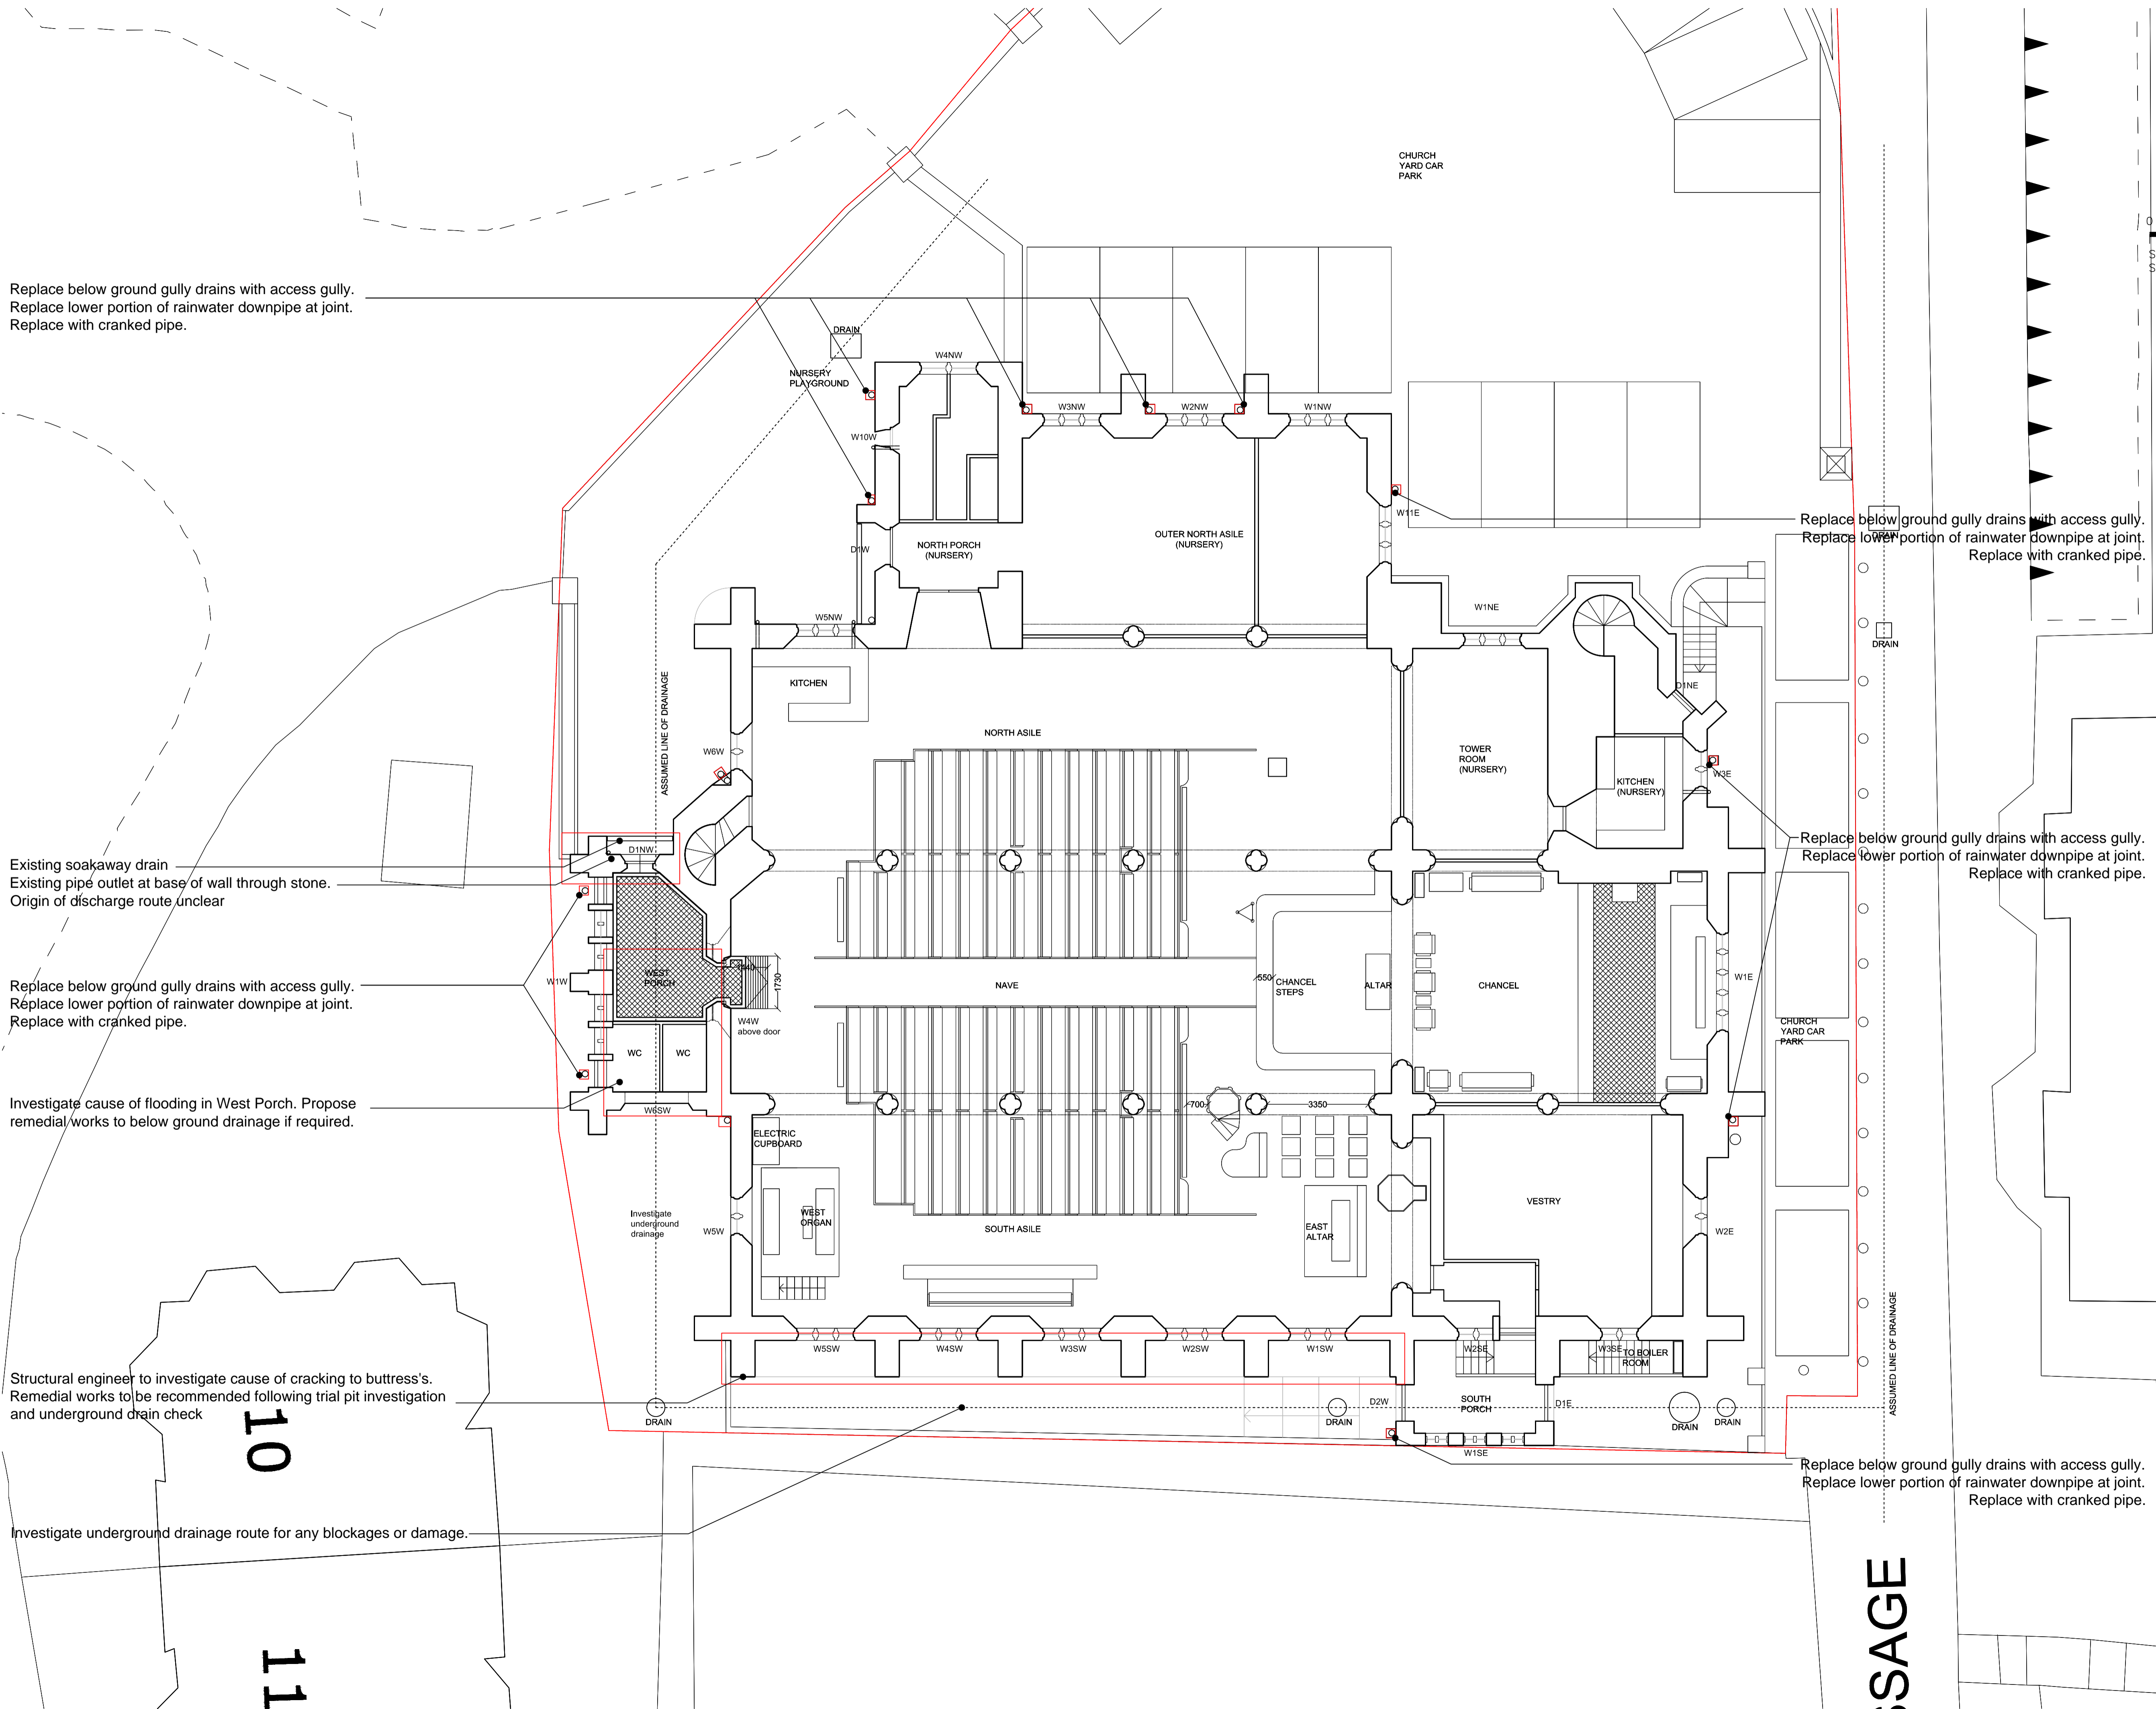 CHURCH
YARD CAR
PARK
O
S
S
Replace below ground gully drains with access gully.
Replace lower portion of rainwater downpipe at joint.
Replace with cranked pipe.
DRAIN
W4NW
NURSERY
PLAYGROUND
W3NW
W2NW
W1NW
W10W
W11E
Replace below ground gully drains with access gully.
Replace lower portion of rainwater downpipe at joint.
Replace with cranked pipe.
DRAIN
D1W
NORTH PORCH
(NURSERY)
OUTER NORTH ASILE
(NURSERY)
W5NW
W1NE
DRAIN
KITCHEN
ASSUMED LINE OF DRAINAGE
D1NE
NORTH ASILE
W6W
TOWER
ROOM
(NURSERY)
W3E
KITCHEN
(NURSERY)
Replace below ground gully drains with access gully.
Replace lower portion of rainwater downpipe at joint.
Replace with cranked pipe.
D1NW
Existing soakaway drain
Existing pipe outlet at base of wall through stone.
Origin of discharge route unclear
WEST
PORCH
1440
1730
W1W
NAVE
550
CHANCEL
STEPS
ALTAR
CHANCEL
W1E
Replace below ground gully drains with access gully.
Replace lower portion of rainwater downpipe at joint.
Replace with cranked pipe.
W4W
above door
WC
WC
CHURCH
YARD CAR
PARK
Investigate cause of flooding in West Porch. Propose
remedial works to below ground drainage if required.
W6SW
700
3350
ELECTRIC
CUPBOARD
VESTRY
Investigate
underground
drainage
W5W
WEST
ORGAN
SOUTH ASILE
EAST
ALTAR
W2E
ASSUMED LINE OF DRAINAGE
W5SW
W4SW
W3SW
W2SW
W1SW
W2SE
W3SE
TO BOILER
ROOM
Structural engineer to investigate cause of cracking to buttress's.
Remedial works to be recommended following trial pit investigation
and underground drain check
10
DRAIN
DRAIN
D2W
SOUTH
PORCH
D1E
DRAIN
DRAIN
W1SE
Replace below ground gully drains with access gully.
Replace lower portion of rainwater downpipe at joint.
Replace with cranked pipe.
Investigate underground drainage route for any blockages or damage.
11
SSAGE